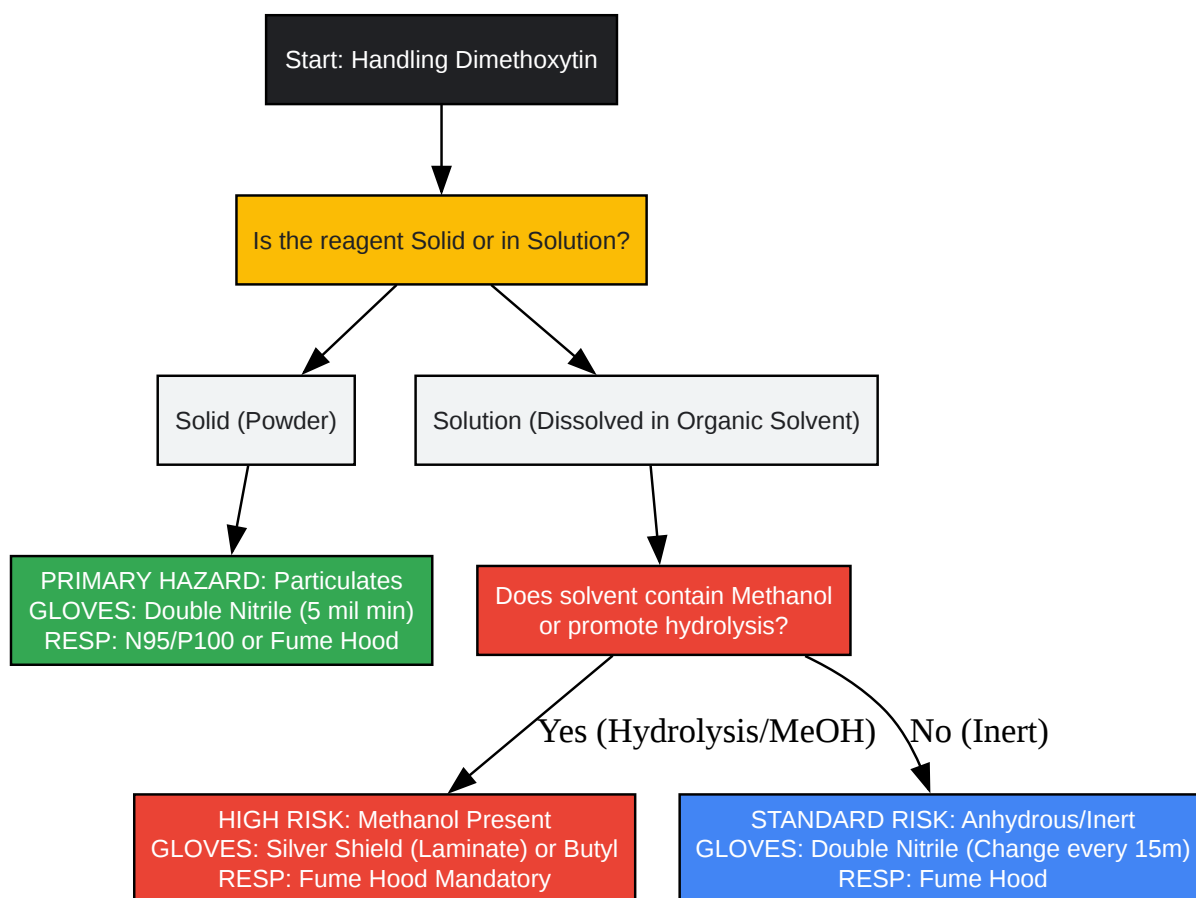 Start: Handling Dimethoxytin
Is the reagent Solid or in Solution?
Solid (Powder)
Solution (Dissolved in Organic Solvent)
PRIMARY HAZARD: Particulates
GLOVES: Double Nitrile (5 mil min)
RESP: N95/P100 or Fume Hood
Does solvent contain Methanol
or promote hydrolysis?
Yes (Hydrolysis/MeOH)
No (Inert)
HIGH RISK: Methanol Present
GLOVES: Silver Shield (Laminate) or Butyl
RESP: Fume Hood Mandatory
STANDARD RISK: Anhydrous/Inert
GLOVES: Double Nitrile (Change every 15m)
RESP: Fume Hood